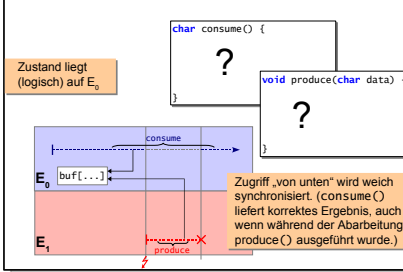 char consume() {
?
}
void produce(char data) {
?
}
Zustand liegt
(logisch) auf E0
consume
buf[...]
E0
E1
produce
Zugriff „von unten“ wird weich
synchronisiert. (consume()
liefert korrektes Ergebnis, auch
wenn während der Abarbeitung
produce() ausgeführt wurde.)